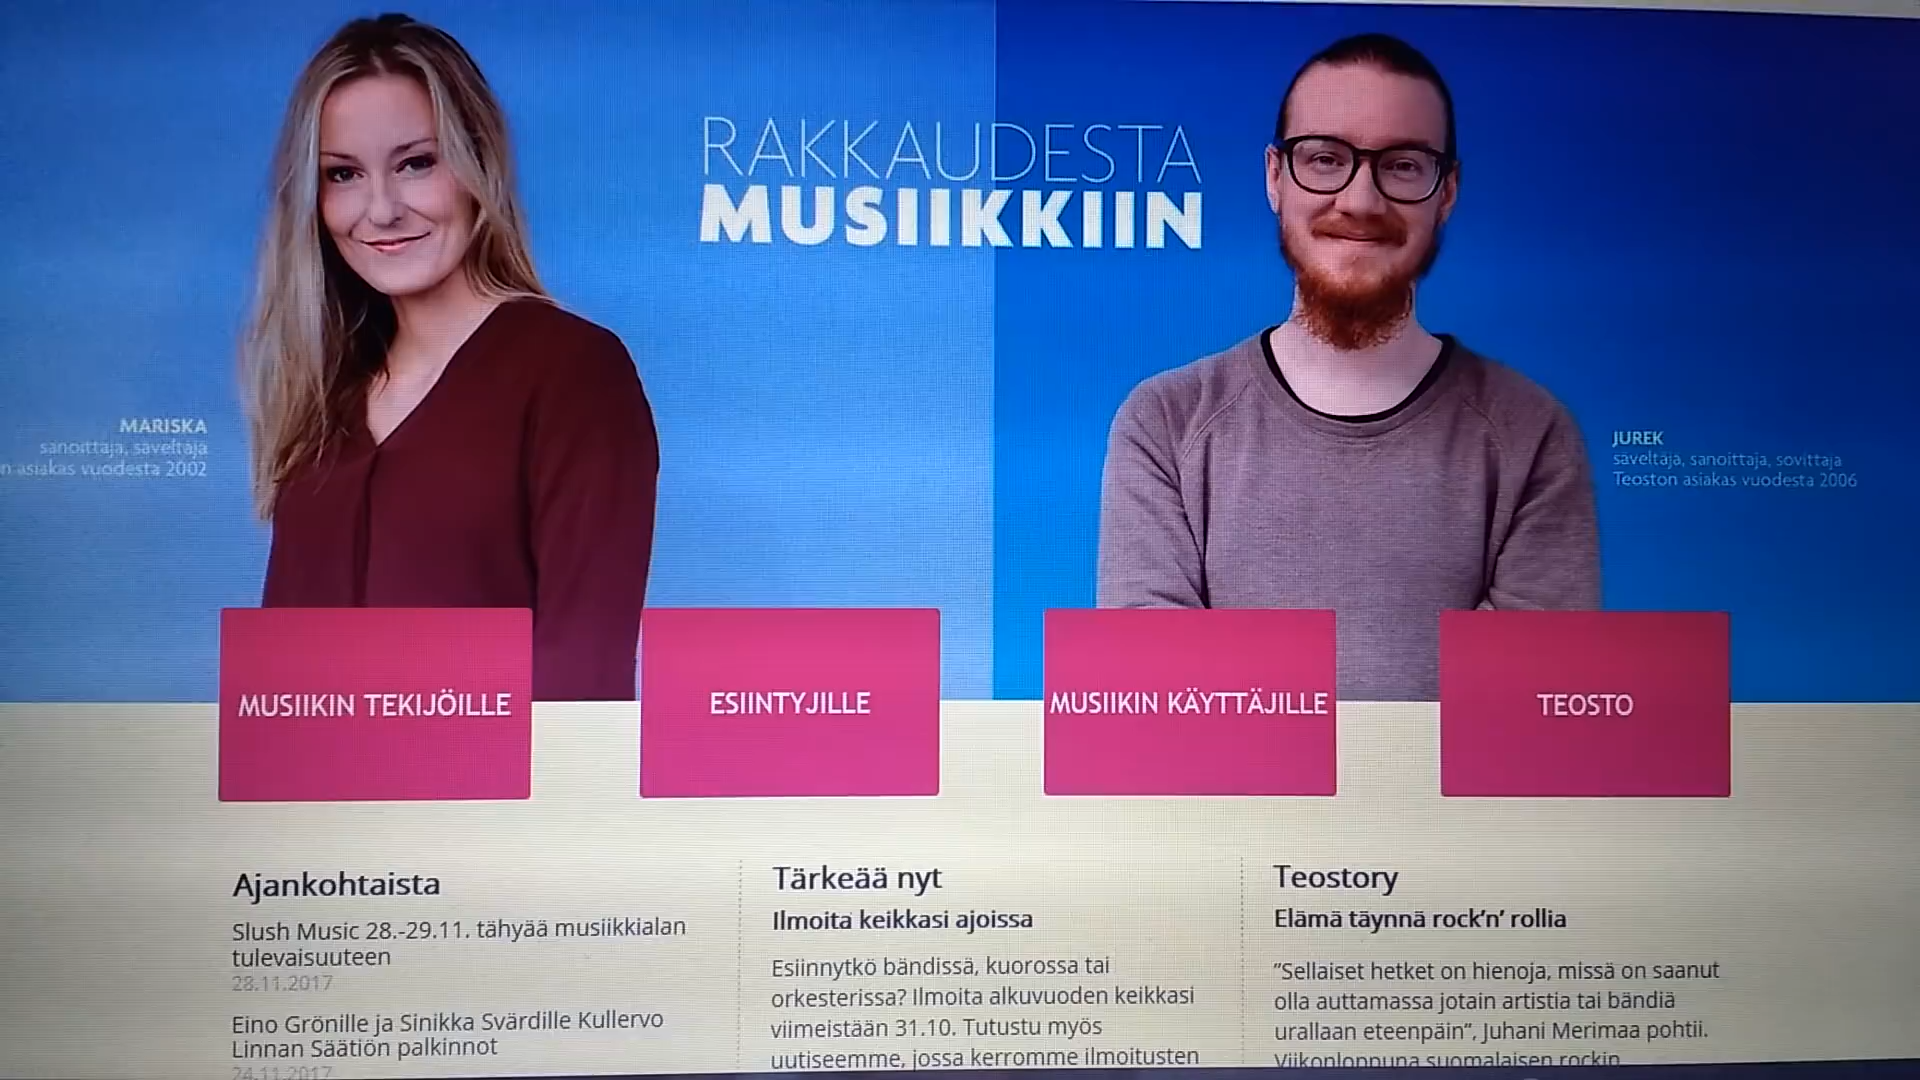 RAKKAUDESTA
MUSIIKKIIN
MARISKA
sanoittaja, säveltäjä
n asiakas vuodesta 2002
JUREK
säveltäjä, sanoittaja, sovittaja
Teoston asiakas vuodesta 2006
MUSIIKIN TEKIJÖILLE
ESIINTYJILLE
MUSIIKIN KÄYTTÄJILLE
TEOSTO
Ajankohtaista
Slush Music 28.-29.11. tähyää musiikkialan
tulevaisuuteen
28.11.2017
Eino Grönille ja Sinikka Svärdille Kullervo
Linnan Säätiön palkinnot
24.11.2017
Tärkeää nyt
Ilmoita keikkasi ajoissa
Esiinnytkö bändissä, kuorossa tai
orkesterissa? Ilmoita alkuvuoden keikkasi
viimeistään 31.10. Tutustu myös
uutiseemme, jossa kerromme ilmoitusten
Teostory
Elämä täynnä rock’n’ rollia
”Sellaiset hetket on hienoja, missä on saanut
olla auttamassa jotain artistia tai bändiä
urallaan eteenpäin”, Juhani Merimaa pohtii.
Viikonloppuna suomalaisen rockin